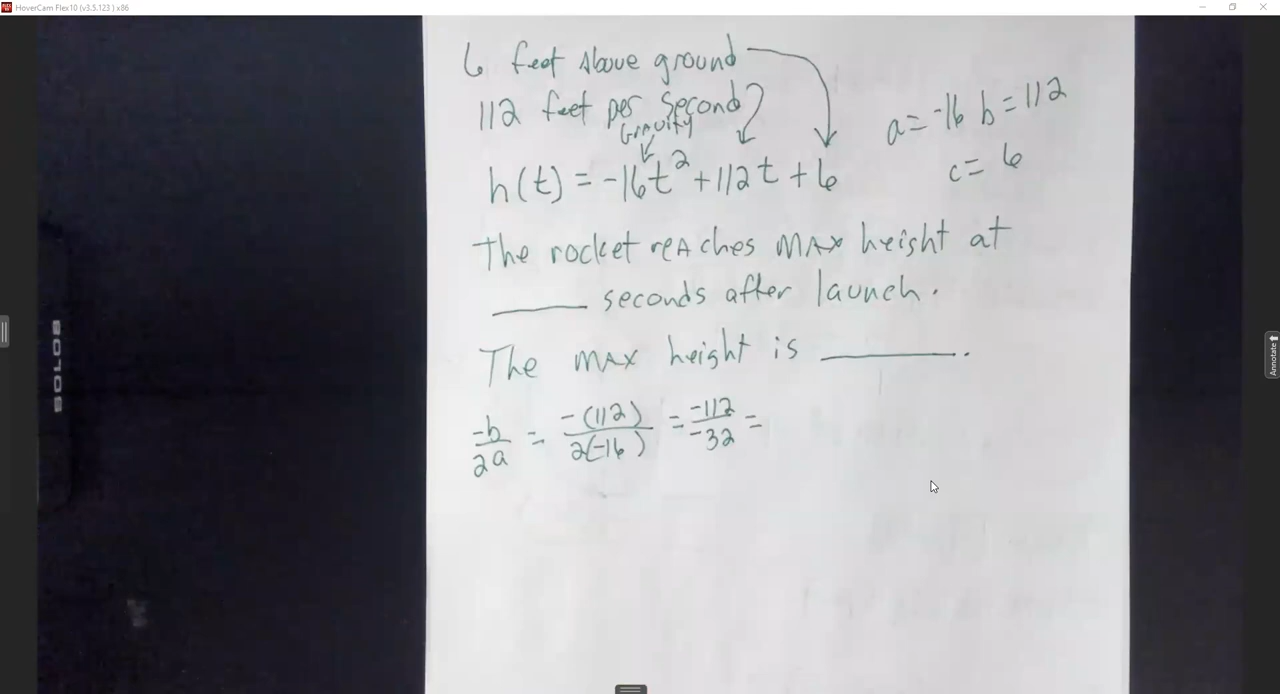 HoverCam Flex10 (v3.5.123 ) x86
6 feet above ground
112 feet per second
Gravity
a = -16 b = 112
c = 6
h(t) = -16t² + 112t + 6
The rocket reaches max height at
____ seconds after launch.
The max height is ____.
-b/2a = -(112)/2(-16) = -112/-32 =
SOLO8
Annotate